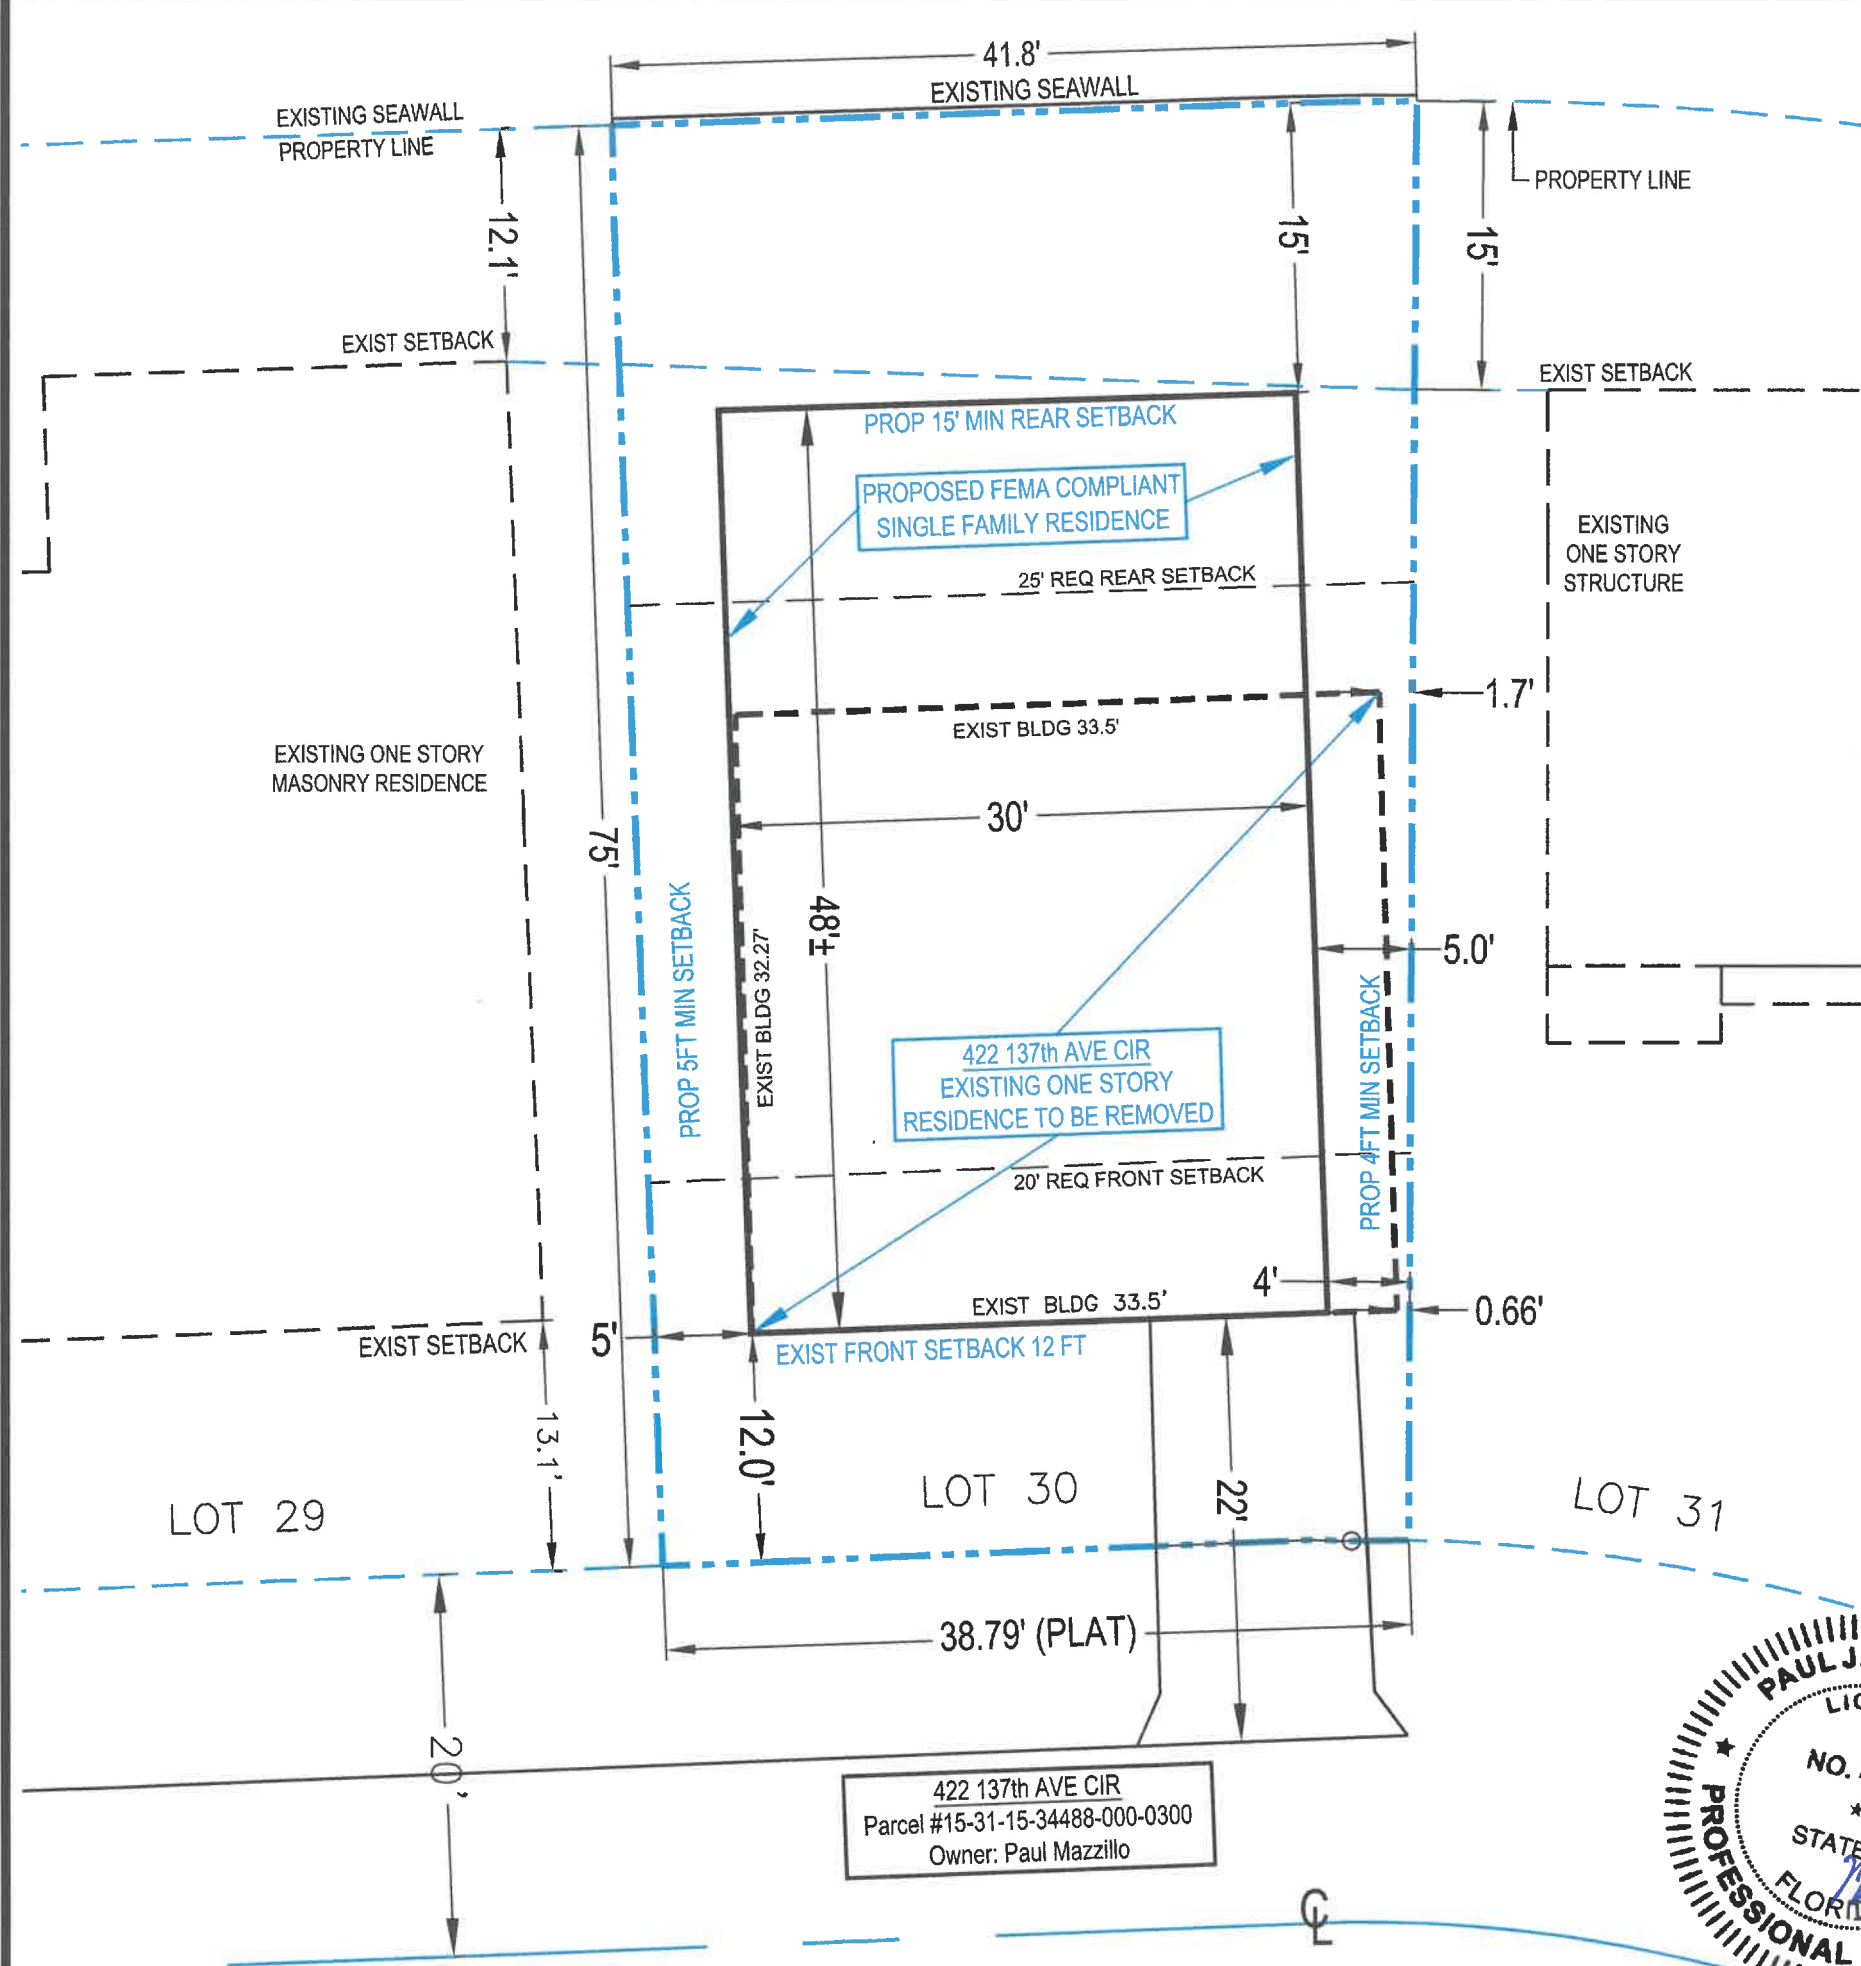 41.8'
EXISTING SEAWALL
EXISTING SEAWALL
PROPERTY LINE
PROPERTY LINE
12.1'
15'
15'
EXIST SETBACK
EXIST SETBACK
PROP 15' MIN REAR SETBACK
PROPOSED FEMA COMPLIANT
SINGLE FAMILY RESIDENCE
EXISTING
ONE STORY
STRUCTURE
25' REQ REAR SETBACK
1.7'
EXIST BLDG 33.5'
EXISTING ONE STORY
MASONRY RESIDENCE
30'
75'
48'±
PROP 5FT MIN SETBACK
EXIST BLDG 32.27'
5.0'
PROP 4FT MIN SETBACK
422 137th AVE CIR
EXISTING ONE STORY
RESIDENCE TO BE REMOVED
20' REQ FRONT SETBACK
4'
EXIST BLDG 33.5'
0.66'
5'
EXIST SETBACK
EXIST FRONT SETBACK 12 FT
13.1'
12.0'
22'
LOT 29
LOT 30
LOT 31
38.79' (PLAT)
20'
422 137th AVE CIR
Parcel #15-31-15-34488-000-0300
Owner: Paul Mazzillo
CL
PAUL J.
NO.
STATE
PROFESSIONAL